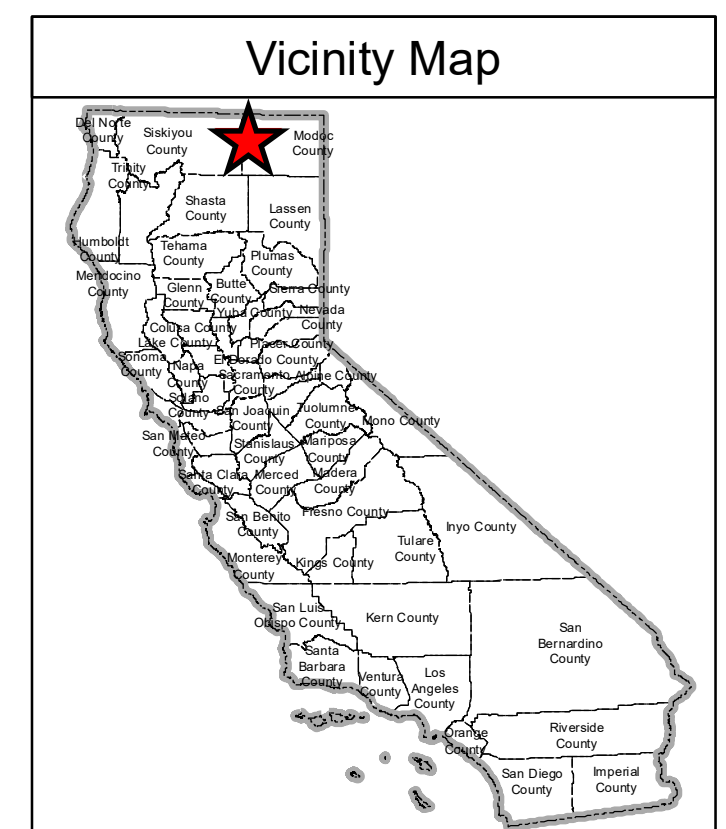 Vicinity Map
Del Norte
County
Siskiyou
County
Modoc
County
Trinity
County
Shasta
County
Lassen
County
Humboldt
County
Tehama
County
Plumas
County
Mendocino
County
Glenn
County
Butte
County
Sierra County
Yuba County
Nevada
County
Colusa County
Lake County
Placer County
Sonoma
County
Napa
County
El Dorado County
Sacramento
County
Alpine County
Solano
County
San Joaquin
County
Tuolumne
County
Mono County
San Mateo
County
Stanislaus
County
Mariposa
County
Santa Clara
County
Merced
County
Madera
County
San Benito
County
Fresno County
Inyo County
Monterey
County
Kings County
Tulare
County
San Luis
Obispo County
Kern County
San
Bernardino
County
Santa
Barbara
County
Ventura
County
Los
Angeles
County
Orange
County
Riverside
County
San Diego
County
Imperial
County